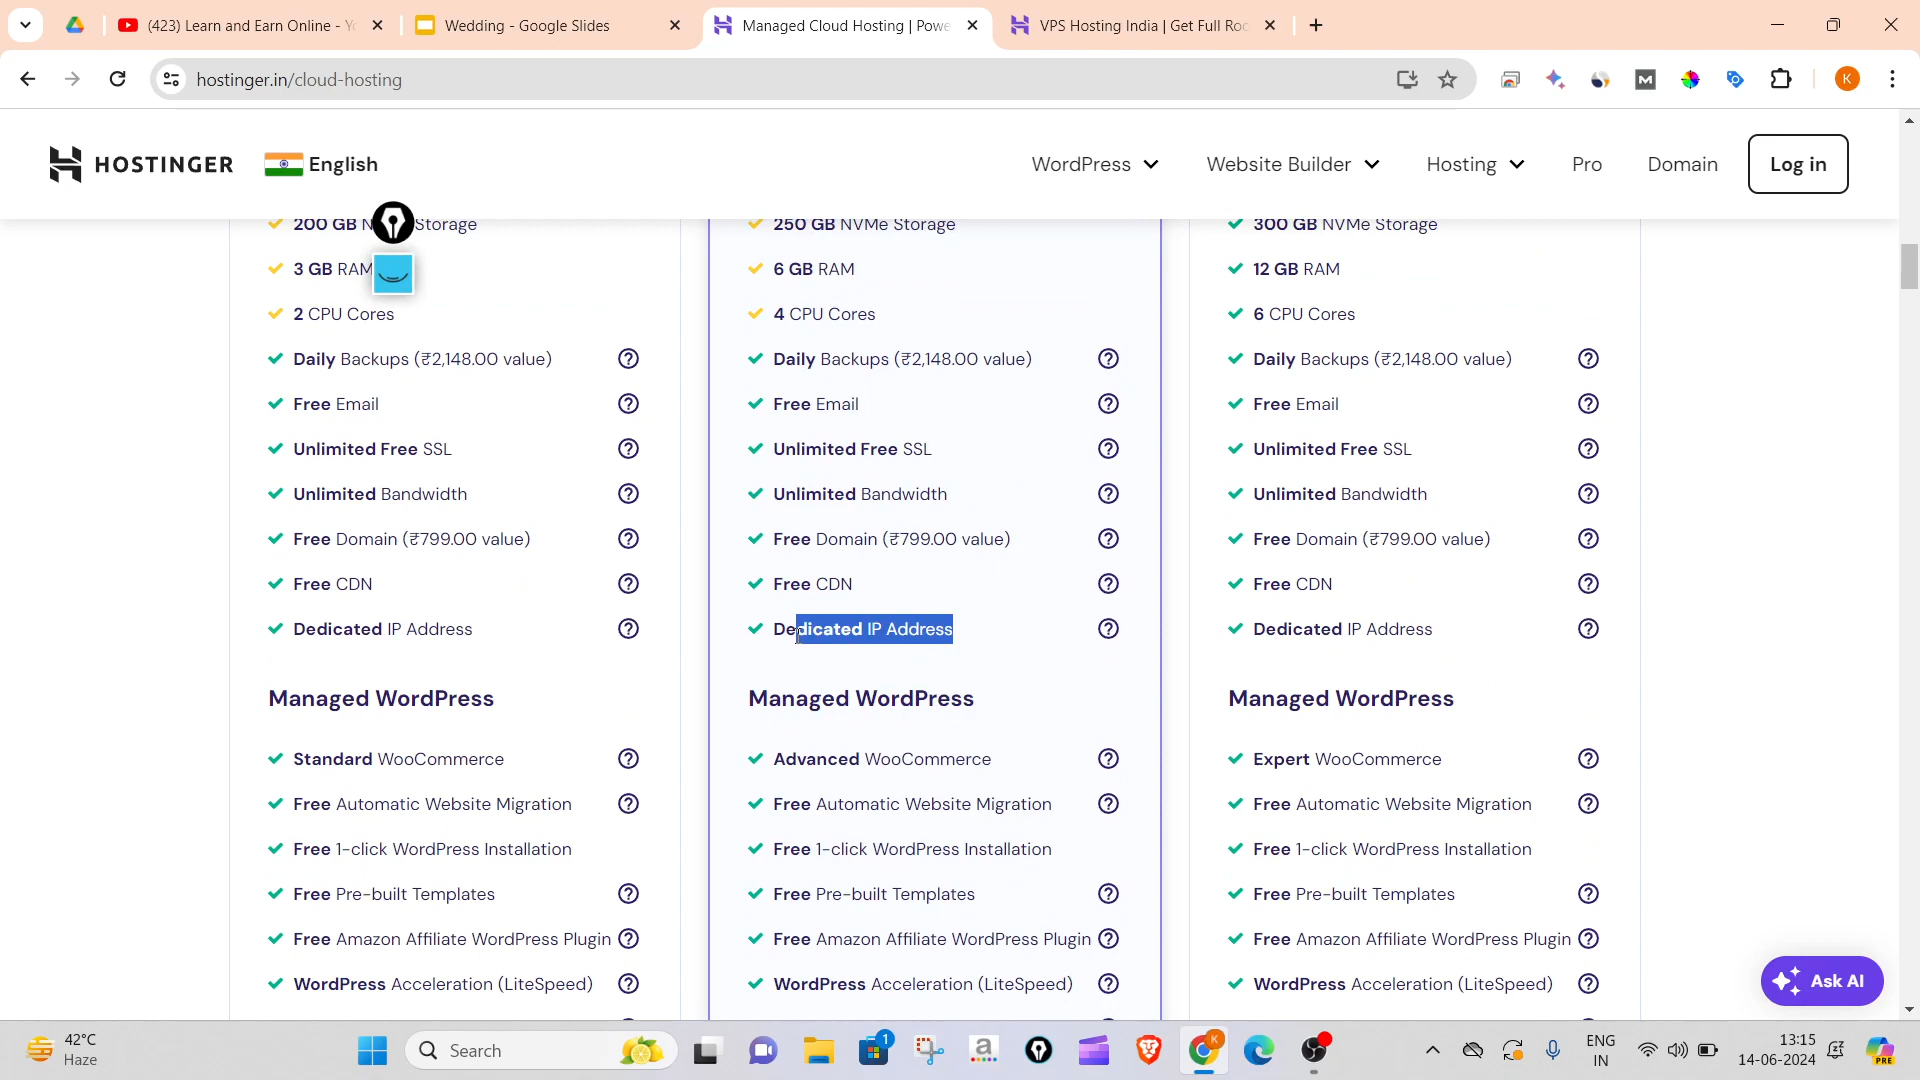 (423) Learn and Earn Online - Y
Wedding - Google Slides
Managed Cloud Hosting | Powe
VPS Hosting India | Get Full Roo
hostinger.in/cloud-hosting
M
K
HOSTINGER
English
WordPress
Website Builder
Hosting
Pro
Domain
Log in
200 GB N Storage
3 GB RAM
2 CPU Cores
Daily Backups (₹2,148.00 value)
Free Email
Unlimited Free SSL
Unlimited Bandwidth
Free Domain (₹799.00 value)
Free CDN
Dedicated IP Address
Managed WordPress
Standard WooCommerce
Free Automatic Website Migration
Free 1-click WordPress Installation
Free Pre-built Templates
Free Amazon Affiliate WordPress Plugin
WordPress Acceleration (LiteSpeed)
250 GB NVMe Storage
6 GB RAM
4 CPU Cores
Daily Backups (₹2,148.00 value)
Free Email
Unlimited Free SSL
Unlimited Bandwidth
Free Domain (₹799.00 value)
Free CDN
Dedicated IP Address
Managed WordPress
Advanced WooCommerce
Free Automatic Website Migration
Free 1-click WordPress Installation
Free Pre-built Templates
Free Amazon Affiliate WordPress Plugin
WordPress Acceleration (LiteSpeed)
300 GB NVMe Storage
12 GB RAM
6 CPU Cores
Daily Backups (₹2,148.00 value)
Free Email
Unlimited Free SSL
Unlimited Bandwidth
Free Domain (₹799.00 value)
Free CDN
Dedicated IP Address
Managed WordPress
Expert WooCommerce
Free Automatic Website Migration
Free 1-click WordPress Installation
Free Pre-built Templates
Free Amazon Affiliate WordPress Plugin
WordPress Acceleration (LiteSpeed)
Ask AI
42°C
Haze
Search
1
a
K
ENG
IN
13:15
14-06-2024
PRE